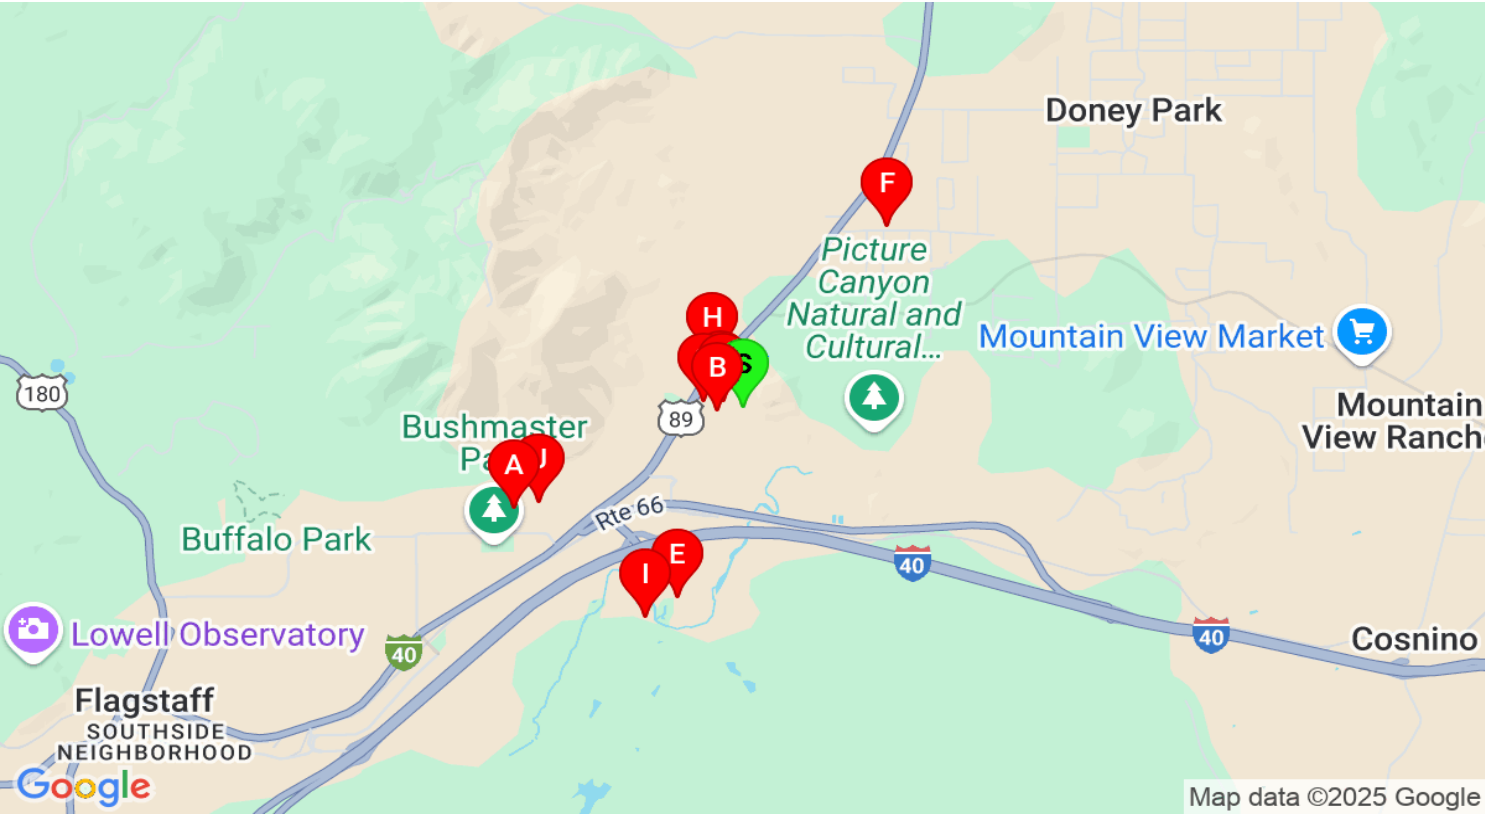 Doney Park
F
Picture
Canyon
Natural and
Cultural...
H
Mountain View Market
B
S
180
89
Mountain
View Ranch
Bushmaster
Pa
A
J
Rte 66
Buffalo Park
E
I
40
40
Lowell Observatory
40
Cosnino
Flagstaff
SOUTHSIDE
NEIGHBORHOOD
Google
Map data ©2025 Google